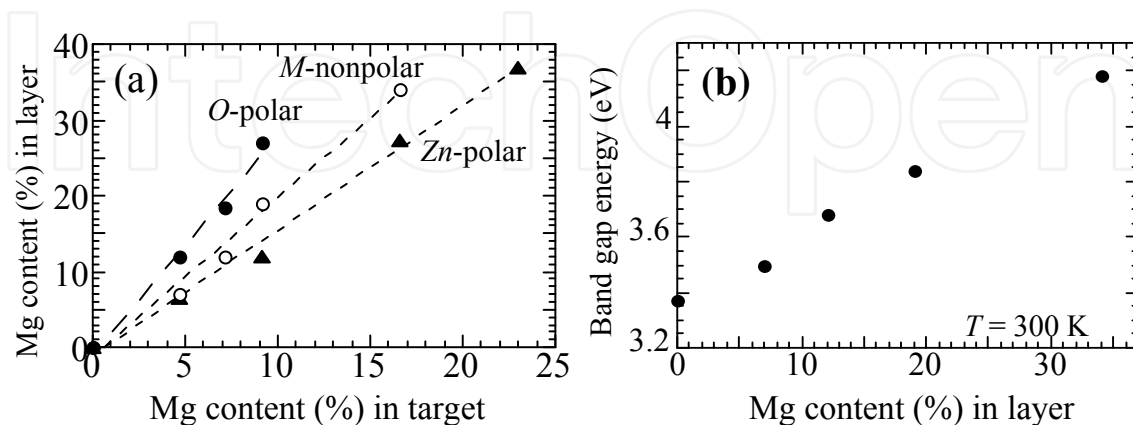 IntechOpen
(a)
M-nonpolar
O-polar
Zn-polar
Mg content (%) in layer
40
30
20
10
0
0 5 10 15 20 25
Mg content (%) in target
(b)
Band gap energy (eV)
4
3.6
3.2
T = 300 K
0 10 20 30
Mg content (%) in layer